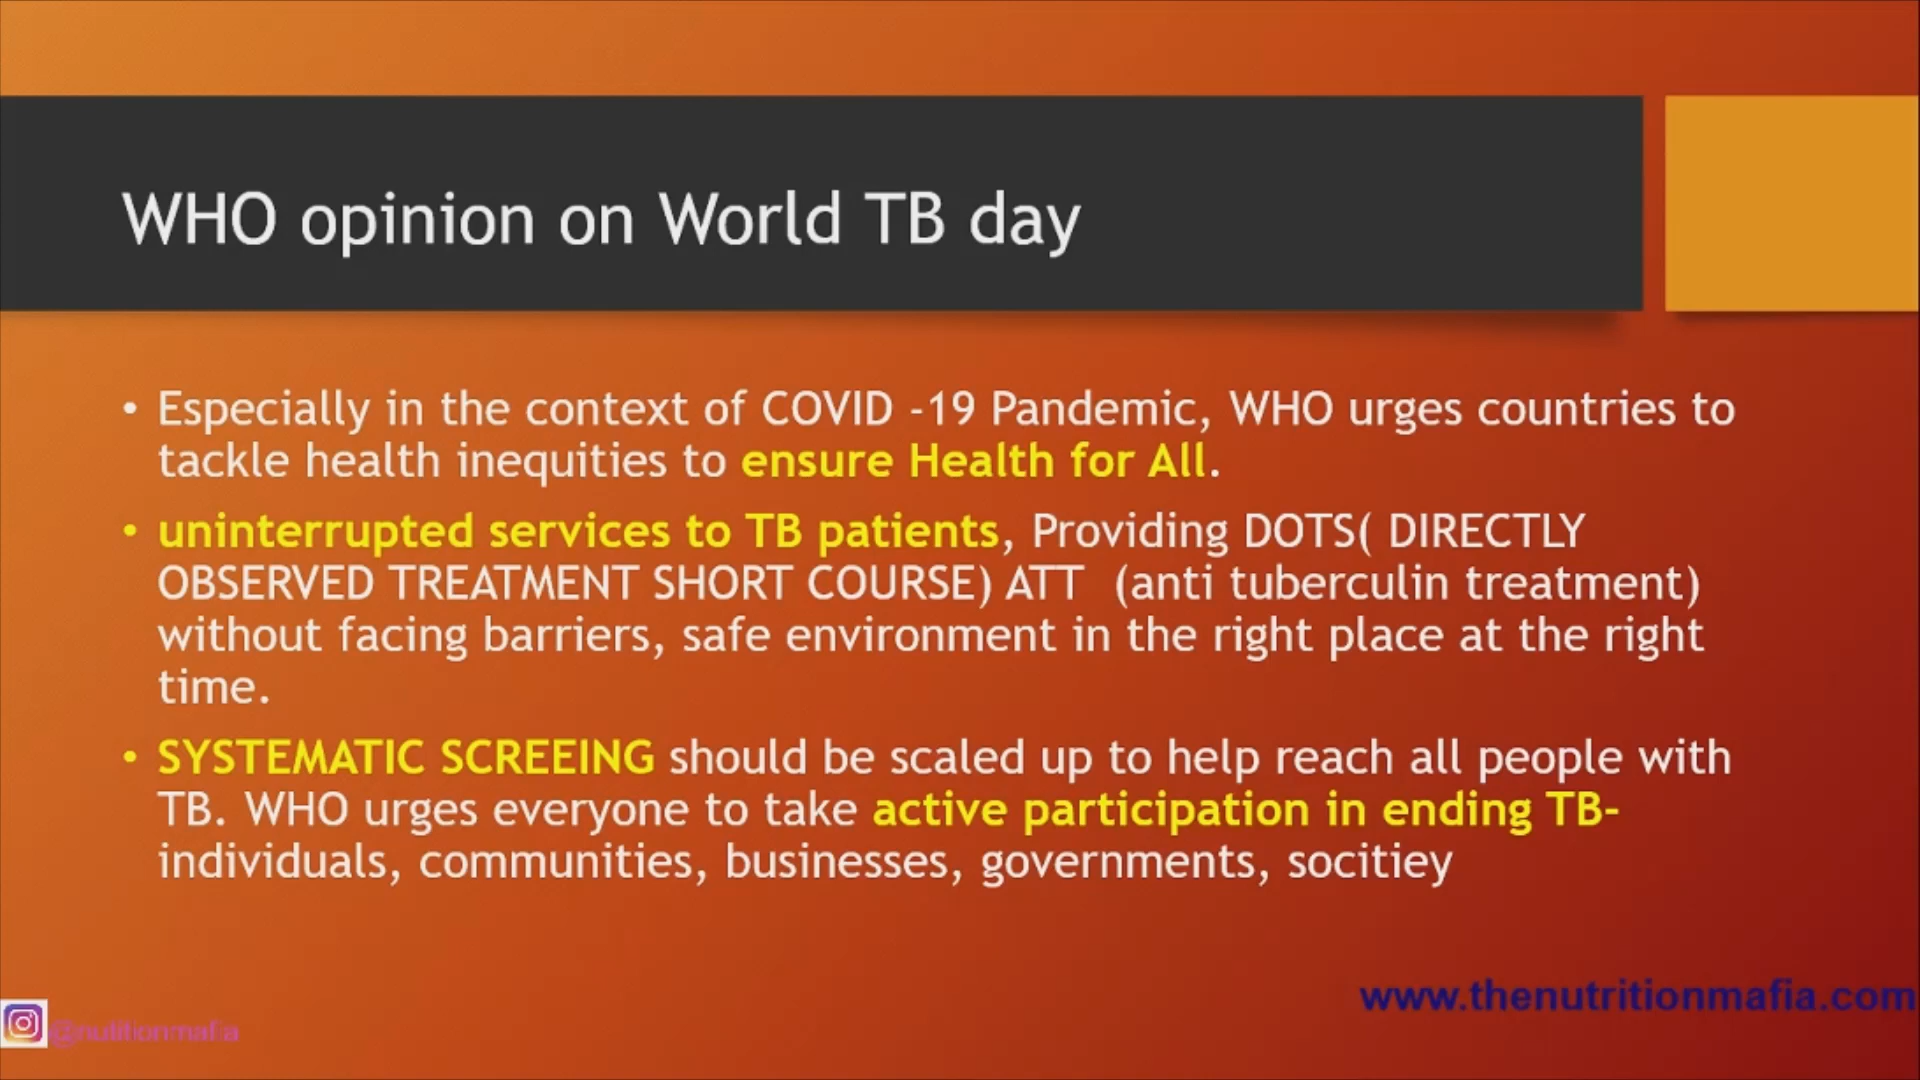 WHO opinion on World TB day
• Especially in the context of COVID -19 Pandemic, WHO urges countries to
tackle health inequities to ensure Health for All.
• uninterrupted services to TB patients, Providing DOTS( DIRECTLY
OBSERVED TREATMENT SHORT COURSE) ATT (anti tuberculin treatment)
without facing barriers, safe environment in the right place at the right
time.
• SYSTEMATIC SCREEING should be scaled up to help reach all people with
TB. WHO urges everyone to take active participation in ending TB-
individuals, communities, businesses, governments, socitiey
www.thenutritionmafia.com